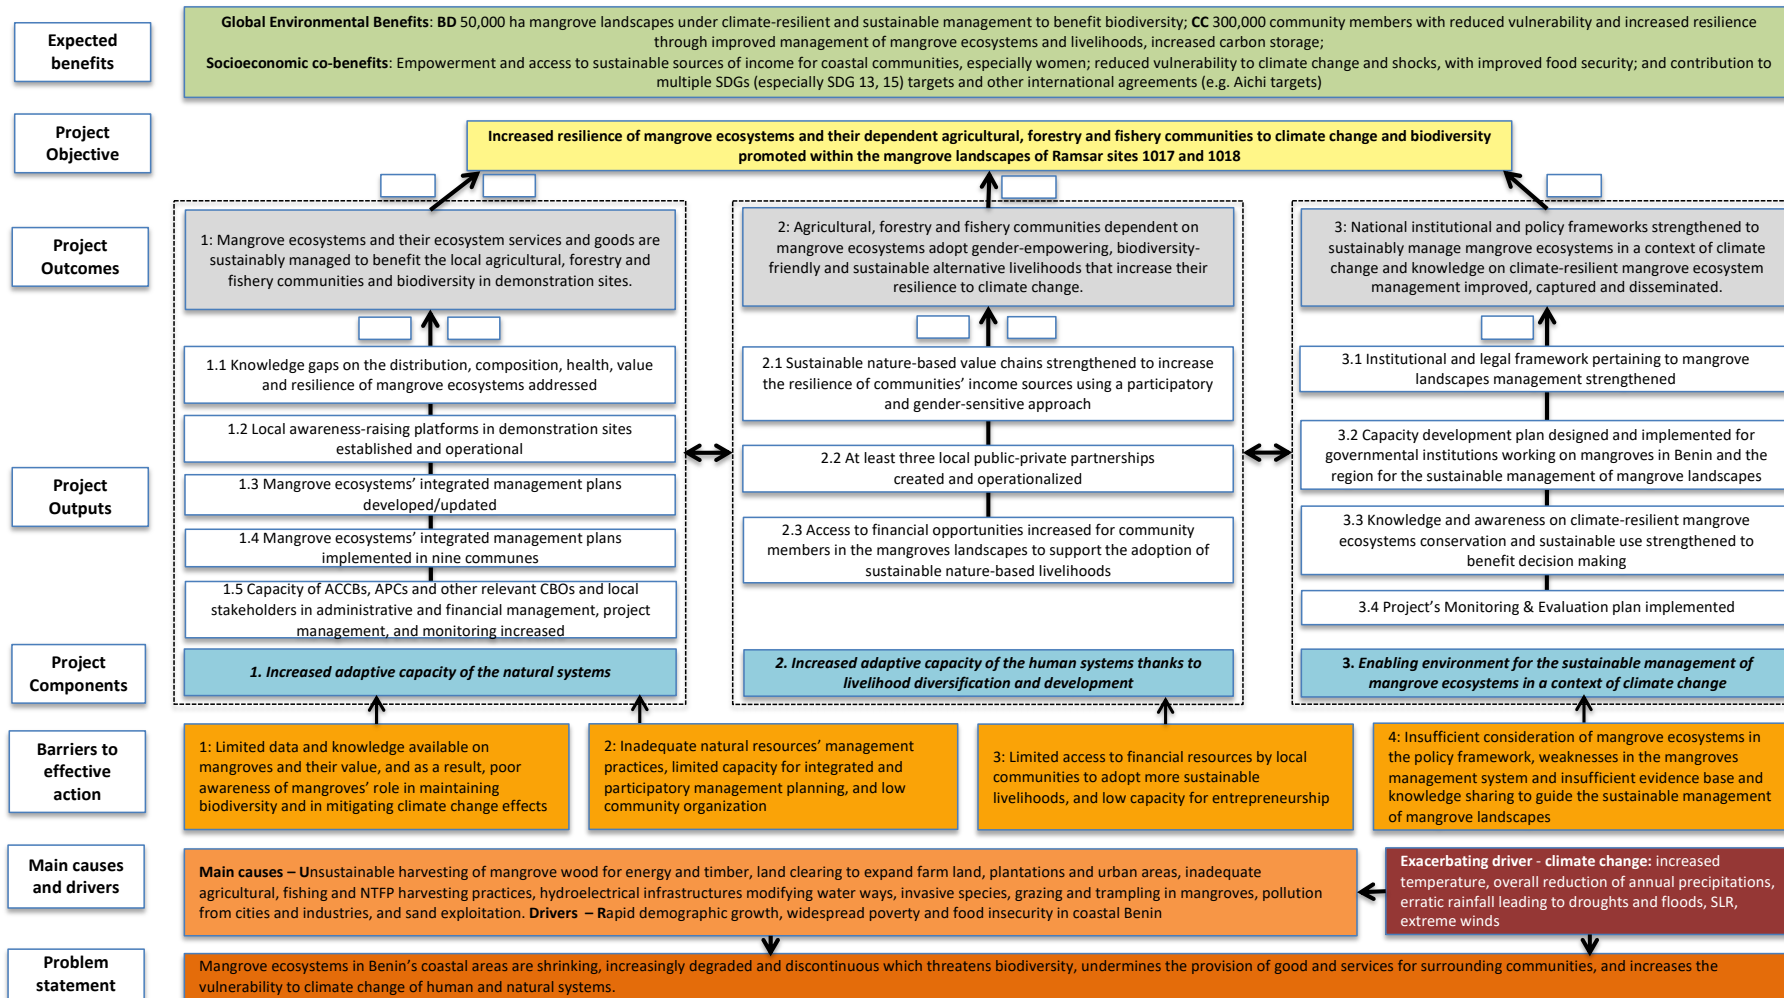 Expected
benefits
Global Environmental Benefits: BD 50,000 ha mangrove landscapes under climate-resilient and sustainable management to benefit biodiversity; CC 300,000 community members with reduced vulnerability and increased resilience
through improved management of mangrove ecosystems and livelihoods, increased carbon storage;
Socioeconomic co-benefits: Empowerment and access to sustainable sources of income for coastal communities, especially women; reduced vulnerability to climate change and shocks, with improved food security; and contribution to
multiple SDGs (especially SDG 13, 15) targets and other international agreements (e.g. Aichi targets)
Project
Objective
Increased resilience of mangrove ecosystems and their dependent agricultural, forestry and fishery communities to climate change and biodiversity
promoted within the mangrove landscapes of Ramsar sites 1017 and 1018
Project
Outcomes
1: Mangrove ecosystems and their ecosystem services and goods are
sustainably managed to benefit the local agricultural, forestry and
fishery communities and biodiversity in demonstration sites.
2: Agricultural, forestry and fishery communities dependent on
mangrove ecosystems adopt gender-empowering, biodiversity-
friendly and sustainable alternative livelihoods that increase their
resilience to climate change.
3: National institutional and policy frameworks strengthened to
sustainably manage mangrove ecosystems in a context of climate
change and knowledge on climate-resilient mangrove ecosystem
management improved, captured and disseminated.
Project
Outputs
1.1 Knowledge gaps on the distribution, composition, health, value
and resilience of mangrove ecosystems addressed
1.2 Local awareness-raising platforms in demonstration sites
established and operational
1.3 Mangrove ecosystems' integrated management plans
developed/updated
1.4 Mangrove ecosystems' integrated management plans
implemented in nine communes
1.5 Capacity of ACCBs, APCs and other relevant CBOs and local
stakeholders in administrative and financial management, project
management, and monitoring increased
2.1 Sustainable nature-based value chains strengthened to increase
the resilience of communities' income sources using a participatory
and gender-sensitive approach
2.2 At least three local public-private partnerships
created and operationalized
2.3 Access to financial opportunities increased for community
members in the mangroves landscapes to support the adoption of
sustainable nature-based livelihoods
3.1 Institutional and legal framework pertaining to mangrove
landscapes management strengthened
3.2 Capacity development plan designed and implemented for
governmental institutions working on mangroves in Benin and the
region for the sustainable management of mangrove landscapes
3.3 Knowledge and awareness on climate-resilient mangrove
ecosystems conservation and sustainable use strengthened to
benefit decision making
3.4 Project's Monitoring & Evaluation plan implemented
Project
Components
1. Increased adaptive capacity of the natural systems
2. Increased adaptive capacity of the human systems thanks to
livelihood diversification and development
3. Enabling environment for the sustainable management of
mangrove ecosystems in a context of climate change
Barriers to
effective
action
1: Limited data and knowledge available on
mangroves and their value, and as a result, poor
awareness of mangroves' role in maintaining
biodiversity and in mitigating climate change effects
2: Inadequate natural resources' management
practices, limited capacity for integrated and
participatory management planning, and low
community organization
3: Limited access to financial resources by local
communities to adopt more sustainable
livelihoods, and low capacity for entrepreneurship
4: Insufficient consideration of mangrove ecosystems in
the policy framework, weaknesses in the mangroves
management system and insufficient evidence base and
knowledge sharing to guide the sustainable management
of mangrove landscapes
Main causes
and drivers
Main causes – Unsustainable harvesting of mangrove wood for energy and timber, land clearing to expand farm land, plantations and urban areas, inadequate
agricultural, fishing and NTFP harvesting practices, hydroelectrical infrastructures modifying water ways, invasive species, grazing and trampling in mangroves, pollution
from cities and industries, and sand exploitation. Drivers – Rapid demographic growth, widespread poverty and food insecurity in coastal Benin
Exacerbating driver - climate change: increased
temperature, overall reduction of annual precipitations,
erratic rainfall leading to droughts and floods, SLR,
extreme winds
Problem
statement
Mangrove ecosystems in Benin's coastal areas are shrinking, increasingly degraded and discontinuous which threatens biodiversity, undermines the provision of good and services for surrounding communities, and increases the
vulnerability to climate change of human and natural systems.